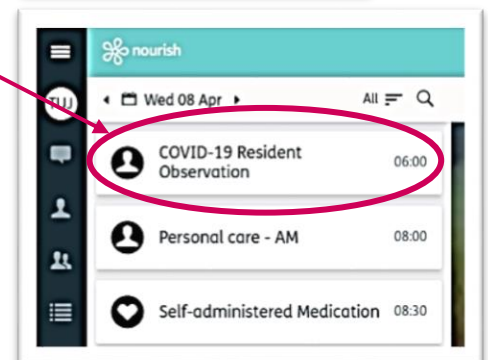 nourish
Wed 08 Apr
All
COVID-19 Resident
Observation
06:00
Personal care - AM
08:00
Self-administered Medication 08:30